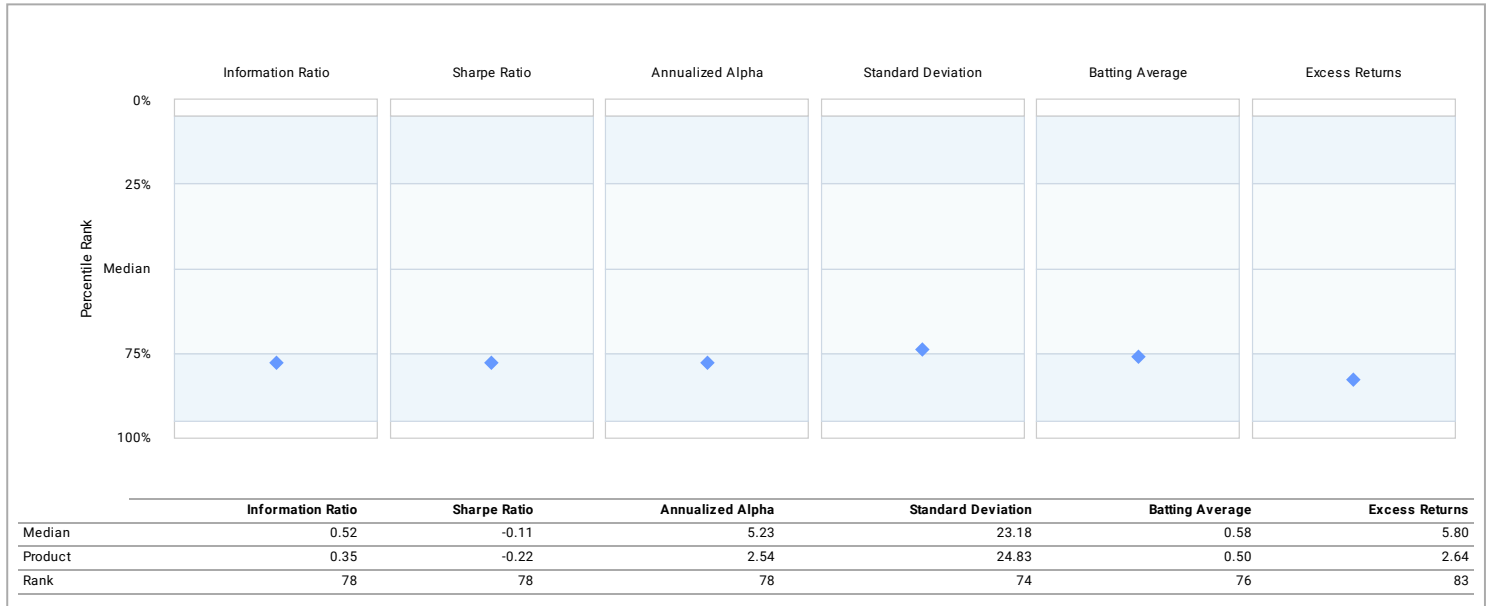 Information Ratio Sharpe Ratio Annualized Alpha Standard Deviation Batting Average Excess Returns
0%
25%
Percentile Rank
Median
75%
100%
Information Ratio Sharpe Ratio Annualized Alpha Standard Deviation Batting Average Excess Returns
Median 0.52 -0.11 5.23 23.18 0.58 5.80
Product 0.35 -0.22 2.54 24.83 0.50 2.64
Rank 78 78 78 74 76 83